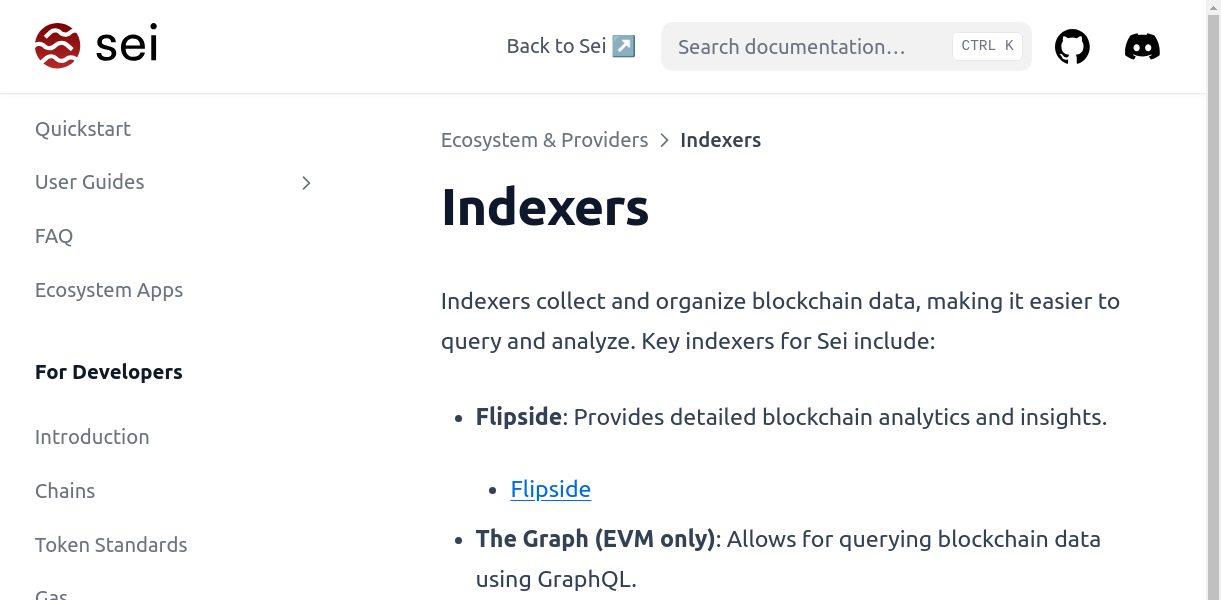 sei
Back to Sei ↗
Search documentation…
CTRL K
Quickstart
User Guides
FAQ
Ecosystem Apps
For Developers
Introduction
Chains
Token Standards
Gas
Ecosystem & Providers > Indexers
Indexers
Indexers collect and organize blockchain data, making it easier to
query and analyze. Key indexers for Sei include:
• Flipside: Provides detailed blockchain analytics and insights.
• Flipside
• The Graph (EVM only): Allows for querying blockchain data
using GraphQL.